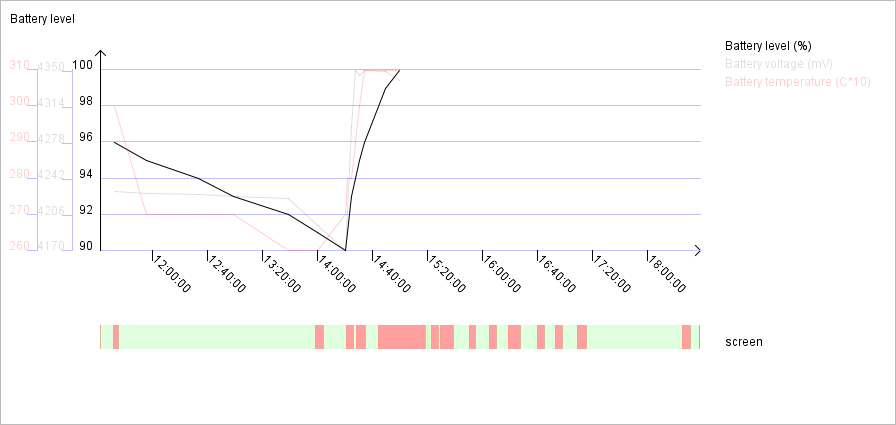 Battery level
Battery level (%)
Battery voltage (mV)
Battery temperature (C*10)
310 4350 100
300 4314 98
290 4278 96
280 4242 94
270 4206 92
260 4170 90
12:00:00 12:40:00 13:20:00 14:00:00 14:40:00 15:20:00 16:00:00 16:40:00 17:20:00 18:00:00
screen